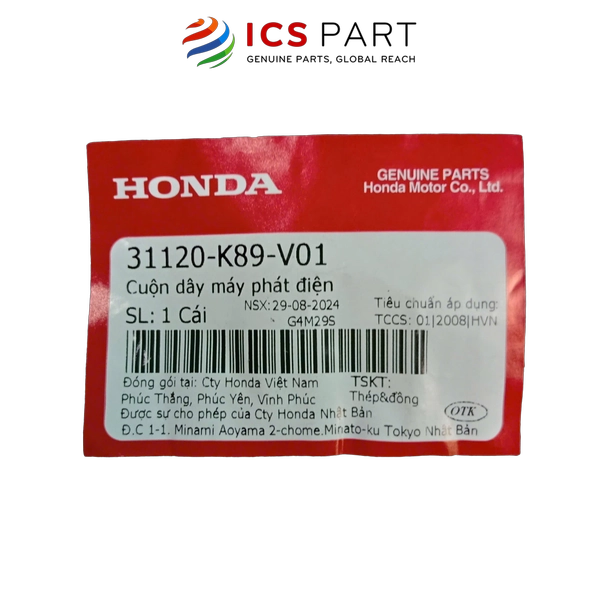 ICS PART
GENUINE PARTS, GLOBAL REACH
HONDA
GENUINE PARTS
Honda Motor Co., Ltd.
31120-K89-V01
Cuộn dây máy phát điện
SL: 1 Cái
NSX: 29-08-2024
G4M29S
Tiêu chuẩn áp dụng:
TCCS: 01|2008|HVN
Đóng gói tại: Cty Honda Việt Nam
Phúc Thắng, Phúc Yên, Vĩnh Phúc
TSKT:
Thép&đồng
Được sự cho phép của Cty Honda Nhật Bản
Đ.C 1-1. Minami Aoyama 2-chome.Minato-ku Tokyo Nhật Bản
OTK